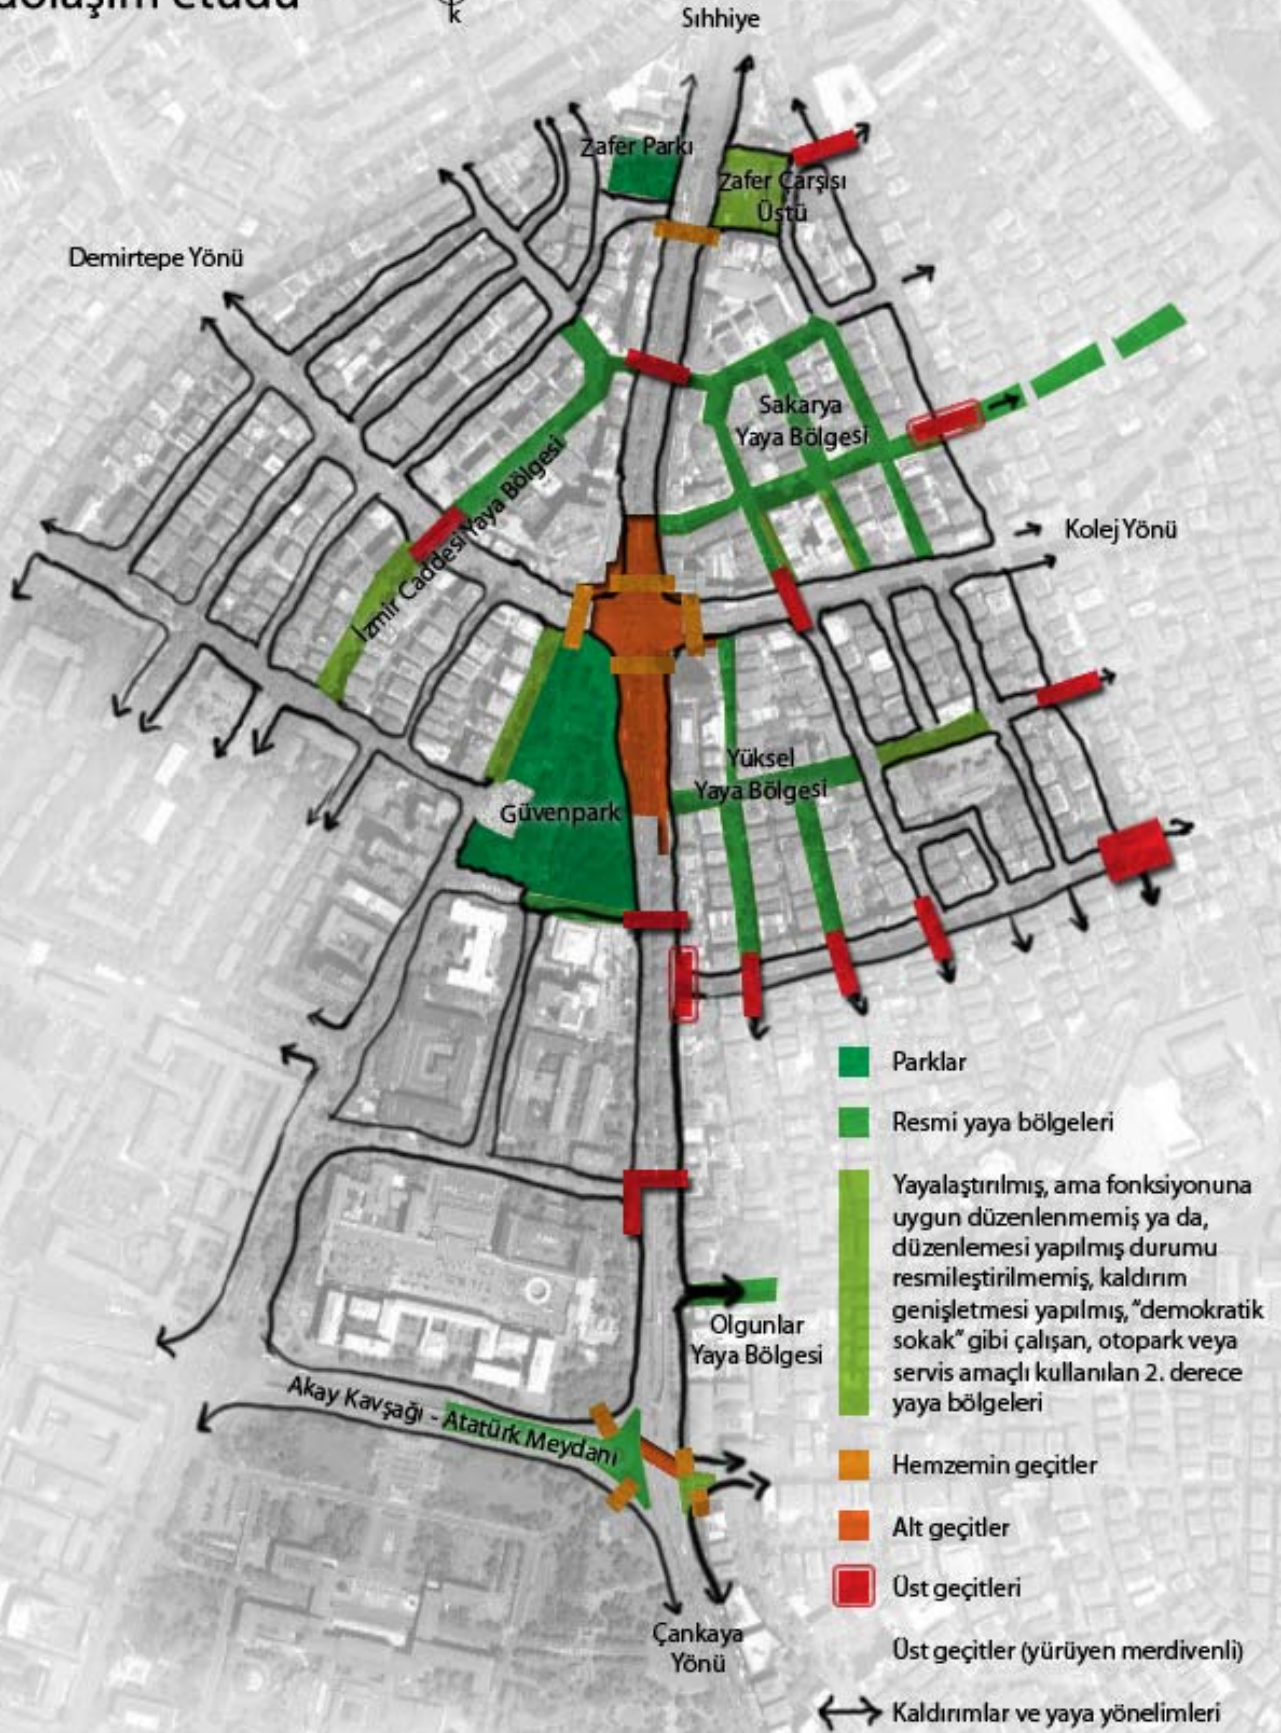 dolaşım etüdü
k
Sıhhiye
Zafer Parkı
Zafer Çarşısı
Üstü
Demirtepe Yönü
Sakarya
Yaya Bölgesi
İzmir Caddesi Yaya Bölgesi
Kolej Yönü
Yüksel
Yaya Bölgesi
Güvenpark
Olgunlar
Yaya Bölgesi
Akay Kavşağı - Atatürk Meydanı
Çankaya
Yönü
Parklar
Resmi yaya bölgeleri
Yayalaştırılmış, ama fonksiyonuna
uygun düzenlenmemiş ya da,
düzenlemesi yapılmış durumu
resmileştirilmemiş, kaldırım
genişletmesi yapılmış, "demokratik
sokak" gibi çalışan, otopark veya
servis amaçlı kullanılan 2. derece
yaya bölgeleri
Hemzemin geçitler
Alt geçitler
Üst geçitleri
Üst geçitler (yürüyen merdivenli)
Kaldırımlar ve yaya yönelimleri